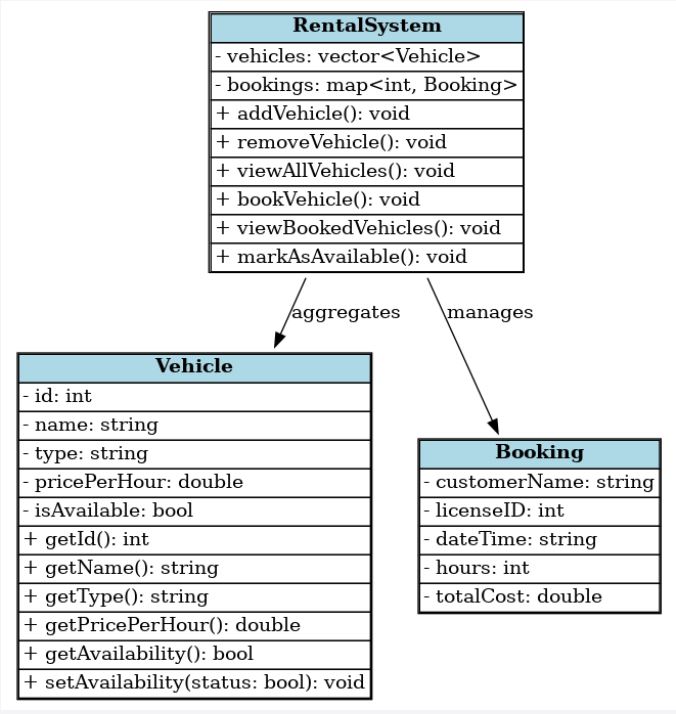 RentalSystem
- vehicles: vector<Vehicle>
- bookings: map<int, Booking>
+ addVehicle(): void
+ removeVehicle(): void
+ viewAllVehicles(): void
+ bookVehicle(): void
+ viewBookedVehicles(): void
+ markAsAvailable(): void
aggregates
manages
Vehicle
- id: int
- name: string
- type: string
- pricePerHour: double
- isAvailable: bool
+ getId(): int
+ getName(): string
+ getType(): string
+ getPricePerHour(): double
+ getAvailability(): bool
+ setAvailability(status: bool): void
Booking
- customerName: string
- licenseID: int
- dateTime: string
- hours: int
- totalCost: double